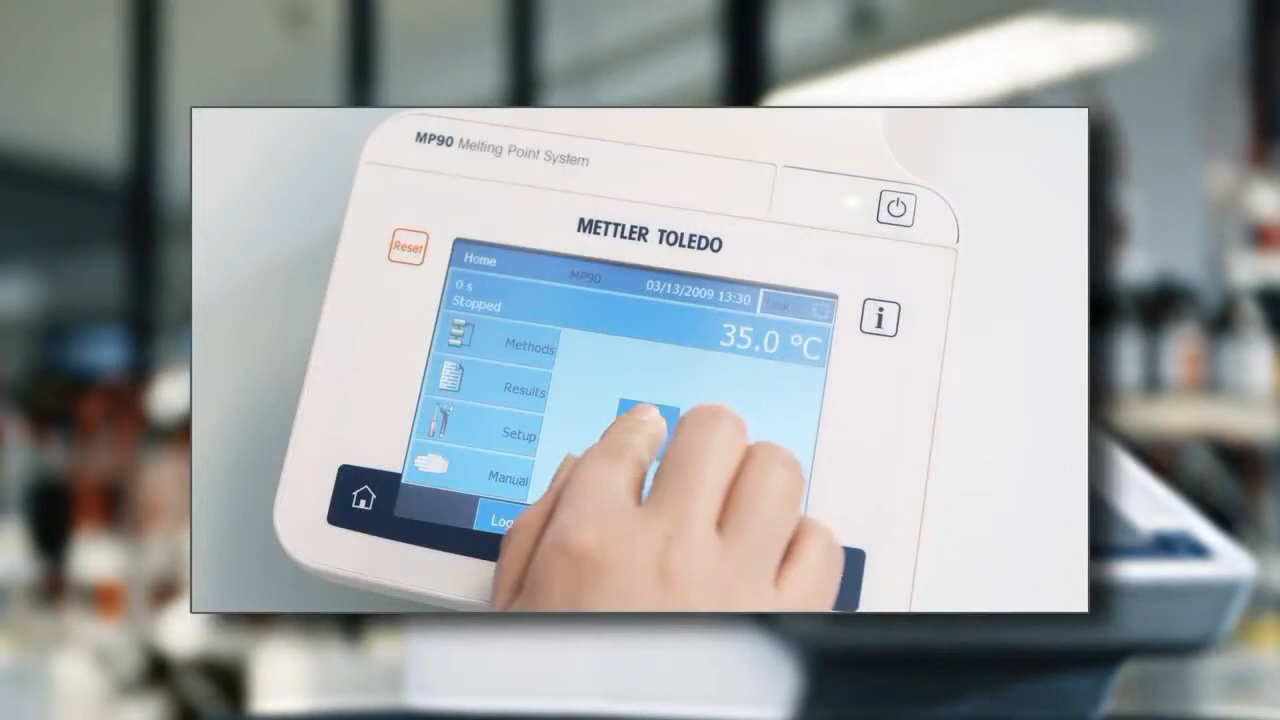 MP90 Melting Point System
METTLER TOLEDO
Reset
Home
MP90
03/13/2009 13:30
0 s
Stopped
35.0 °C
Methods
Results
Setup
Manual
Log
i